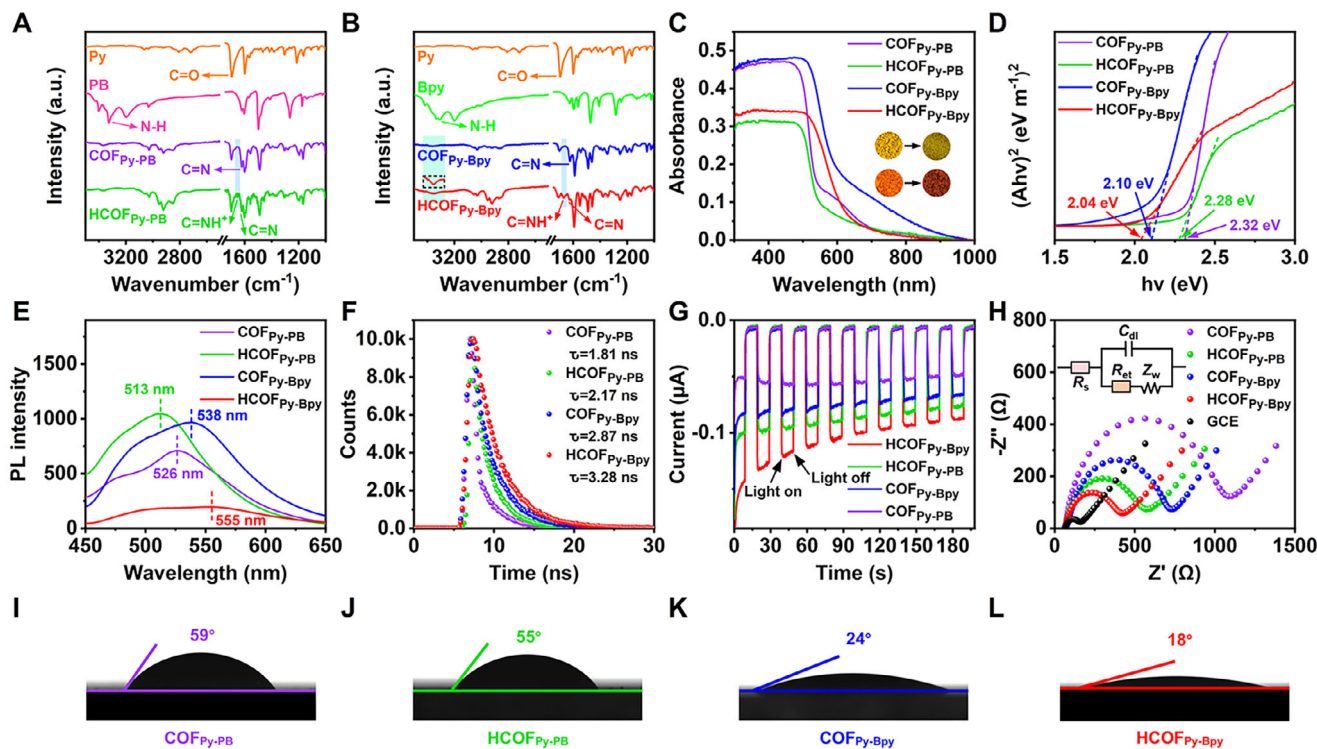 A
Intensity (a.u.)
Py
C=O
PB
N-H
COFPy-PB
C=N
HCOFPy-PB
C=NH+
C=N
3200 2800 1600 1200
Wavenumber (cm-1)
B
Intensity (a.u.)
Py
C=O
Bpy
N-H
COFPy-Bpy
C=N
HCOFPy-Bpy
C=NH+
C=N
3200 2800 1600 1200
Wavenumber (cm-1)
C
Absorbance
0.5
0.4
0.3
0.2
0.1
0.0
COFPy-PB
HCOFPy-PB
COFPy-Bpy
HCOFPy-Bpy
400 600 800 1000
Wavelength (nm)
D
(Ahv)2 (eV m-1)2
COFPy-PB
HCOFPy-PB
COFPy-Bpy
HCOFPy-Bpy
2.10 eV
2.04 eV
2.28 eV
2.32 eV
1.5 2.0 2.5 3.0
hv (eV)
E
PL intensity
1500
1000
500
0
COFPy-PB
HCOFPy-PB
COFPy-Bpy
HCOFPy-Bpy
513 nm
538 nm
526 nm
555 nm
450 500 550 600 650
Wavelength (nm)
F
Counts
10.0k
8.0k
6.0k
4.0k
2.0k
0.0
COFPy-PB
τ=1.81 ns
HCOFPy-PB
τ=2.17 ns
COFPy-Bpy
τ=2.87 ns
HCOFPy-Bpy
τ=3.28 ns
0 10 20 30
Time (ns)
G
Current (μA)
0.0
-0.1
Light on
Light off
HCOFPy-Bpy
HCOFPy-PB
COFPy-Bpy
COFPy-PB
0 30 60 90 120 150 180
Time (s)
H
-Z'' (Ω)
800
600
400
200
0
Cdl
Rs
Ret
Zw
COFPy-PB
HCOFPy-PB
COFPy-Bpy
HCOFPy-Bpy
GCE
0 500 1000 1500
Z' (Ω)
I
59°
COFPy-PB
J
55°
HCOFPy-PB
K
24°
COFPy-Bpy
L
18°
HCOFPy-Bpy